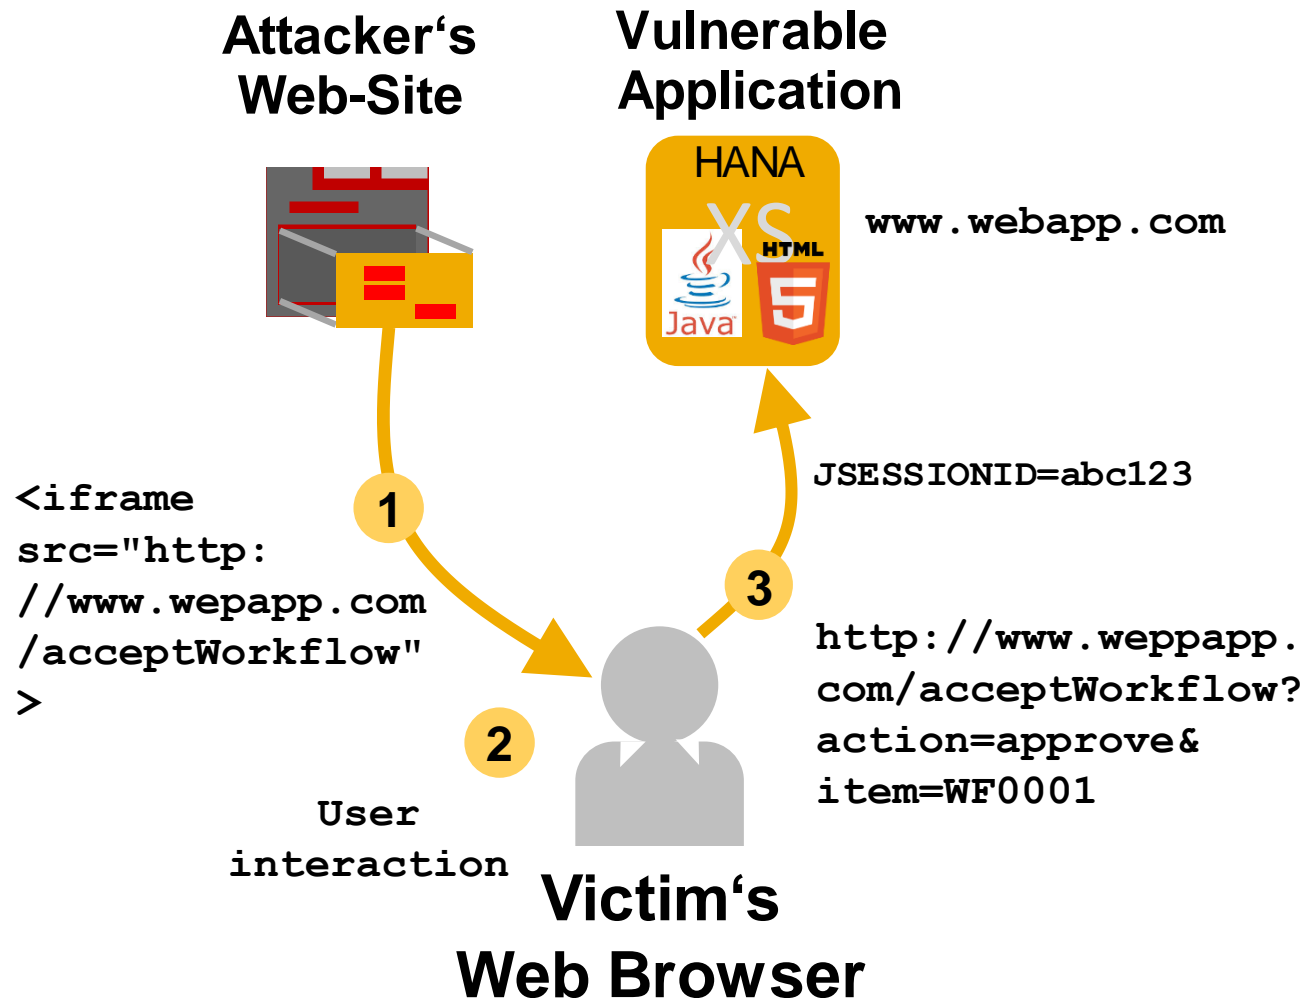 Attacker‘s
Web-Site
Vulnerable
Application
HANA
XS
HTML
5
Java™
www.webapp.com
JSESSIONID=abc123
<iframe
src="http:
//www.wepapp.com
/acceptWorkflow"
>
1
3
2
http://www.weppapp.
com/acceptWorkflow?
action=approve&
item=WF0001
User
interaction
Victim‘s
Web Browser